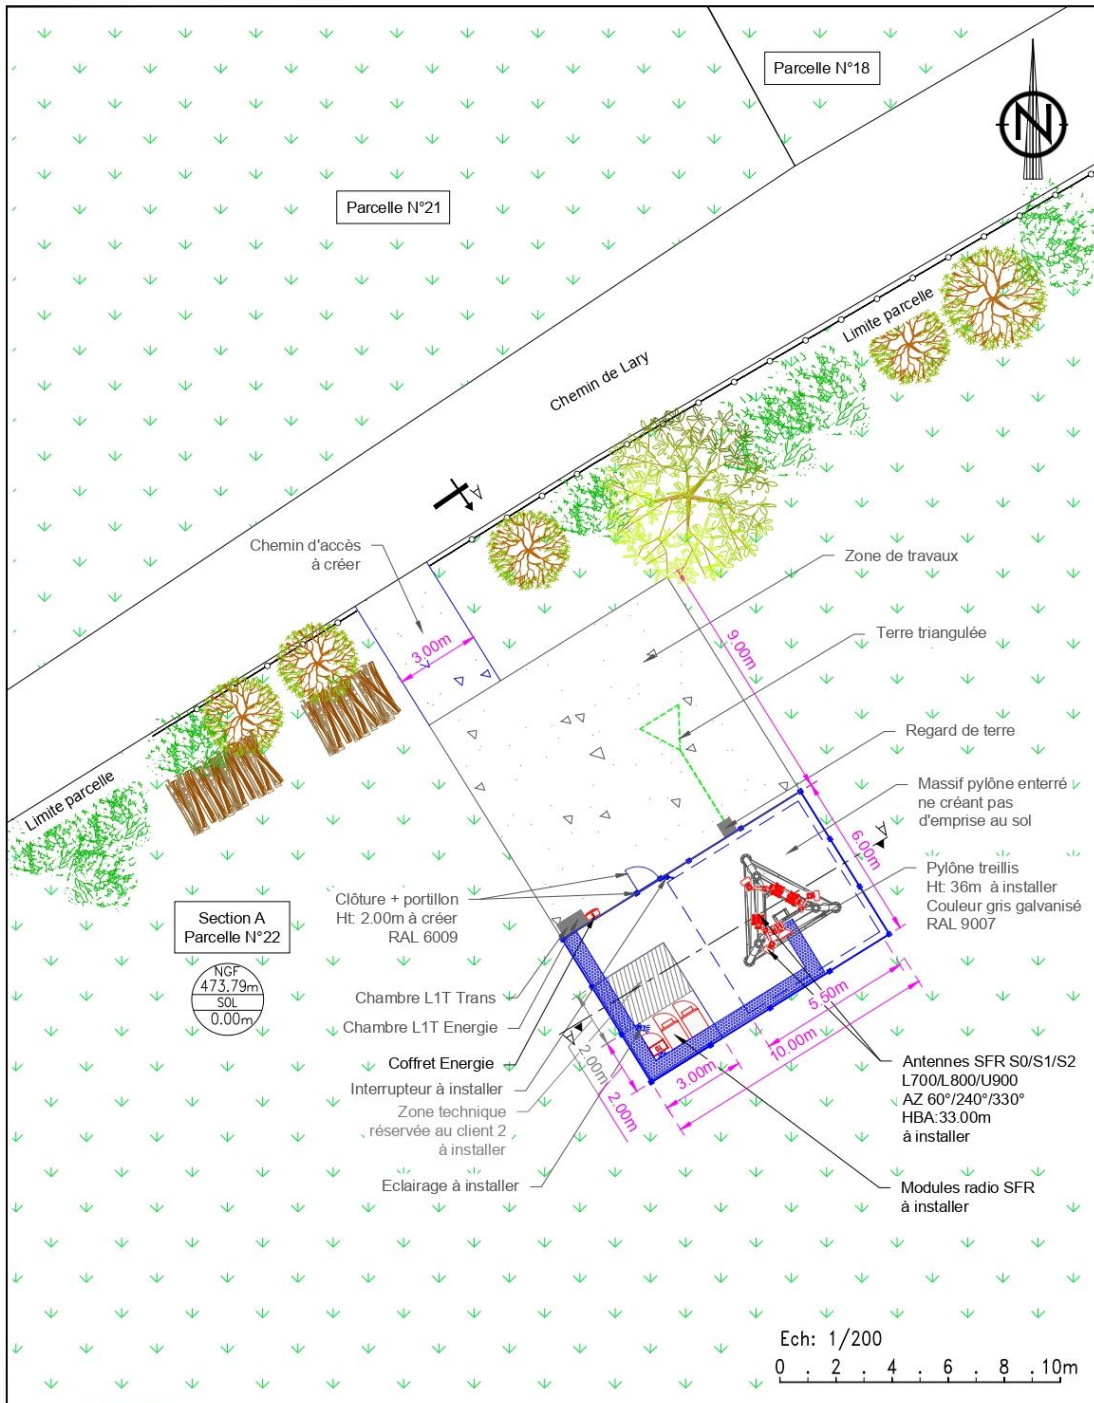 Parcelle N°18
N
Parcelle N°21
Limite parcelle
Chemin de Lary
A
Chemin d'accès
à créer
3.00m
Zone de travaux
9.00m
Terre triangulée
Regard de terre
Massif pylône enterré
ne créant pas
d'emprise au sol
A
6.00m
Pylône treillis
Ht: 36m à installer
Couleur gris galvanisé
RAL 9007
Limite parcelle
Clôture + portillon
Ht: 2.00m à créer
RAL 6009
Section A
Parcelle N°22
NGF
473.79m
SOL
0.00m
Chambre L1T Trans
Chambre L1T Energie
Coffret Energie
Interrupteur à installer
Zone technique
réservée au client 2
à installer
Eclairage à installer
A
2.00m
2.00m
3.00m
5.50m
10.00m
Antennes SFR S0/S1/S2
L700/L800/U900
AZ 60°/240°/330°
HBA:33.00m
à installer
Modules radio SFR
à installer
Ech: 1/200
0 . 2 . 4 . 6 . 8 . 10m